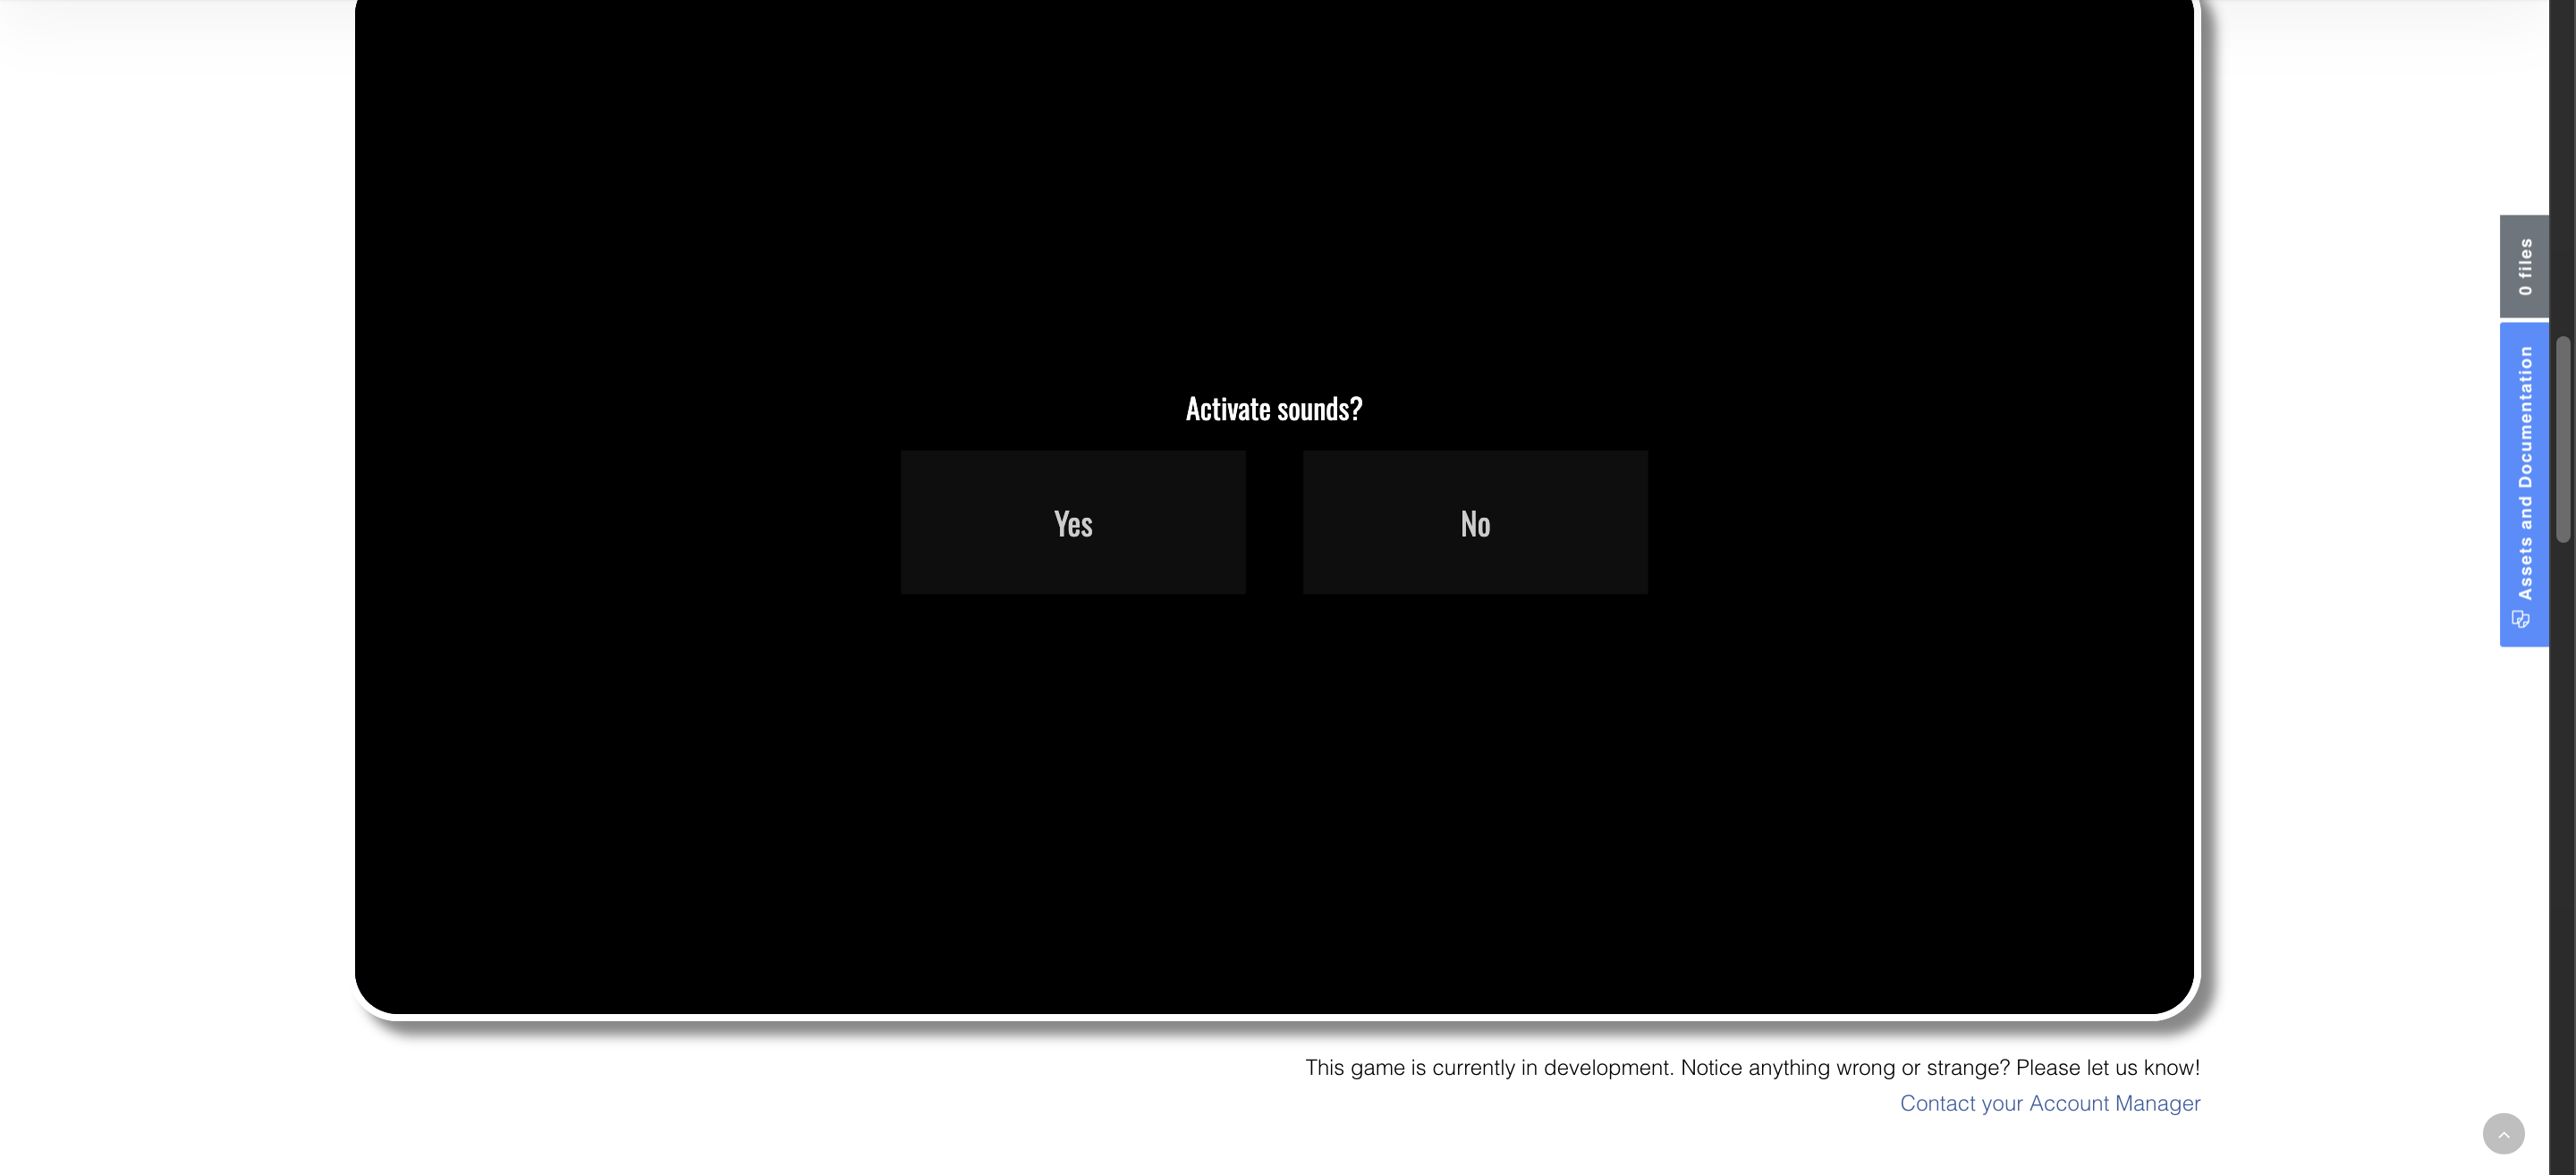 Activate sounds?
Yes
No
0 files
Assets and Documentation
This game is currently in development. Notice anything wrong or strange? Please let us know!
Contact your Account Manager